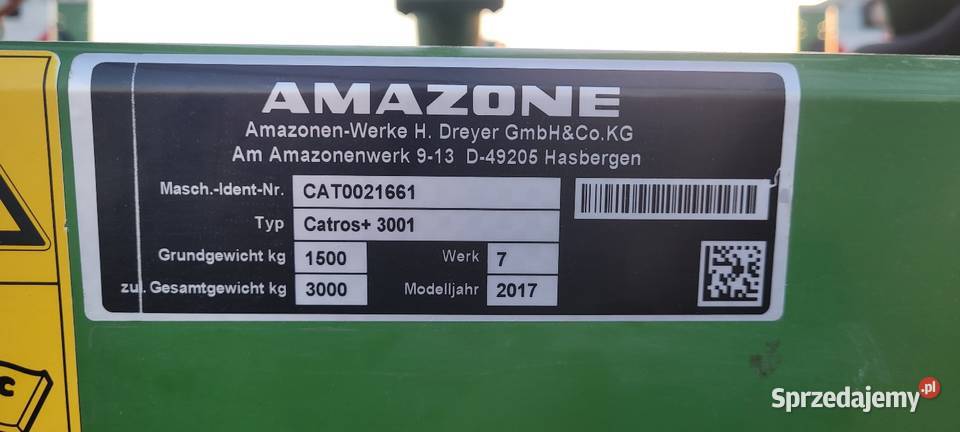 AMAZONE
Amazonen-Werke H. Dreyer GmbH&Co.KG
Am Amazonenwerk 9-13 D-49205 Hasbergen
Masch.-Ident-Nr. CAT0021661
Typ Catros+ 3001
Grundgewicht kg 1500 Werk 7
zul. Gesamtgewicht kg 3000 Modelljahr 2017
C
Sprzedajemy.pl